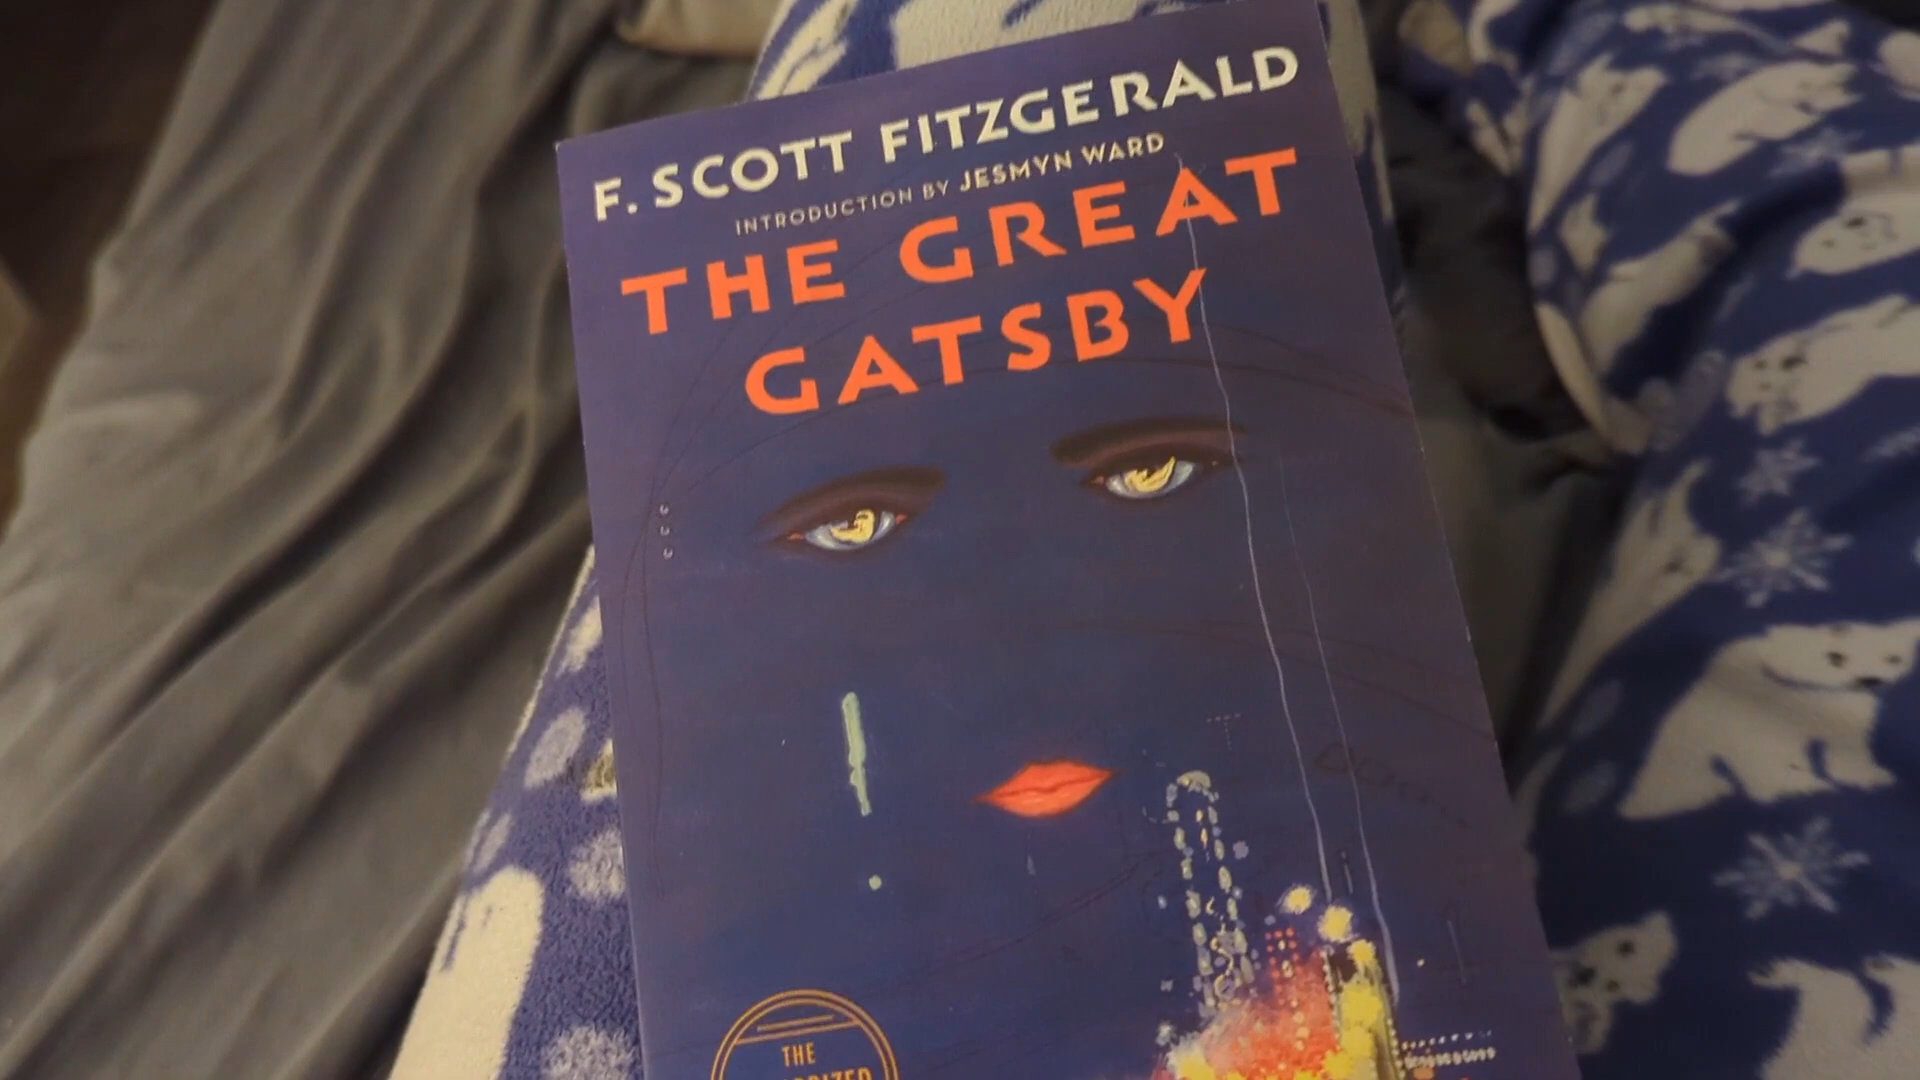 F. SCOTT FITZGERALD
INTRODUCTION BY JESMYN WARD
THE GREAT
GATSBY
THE